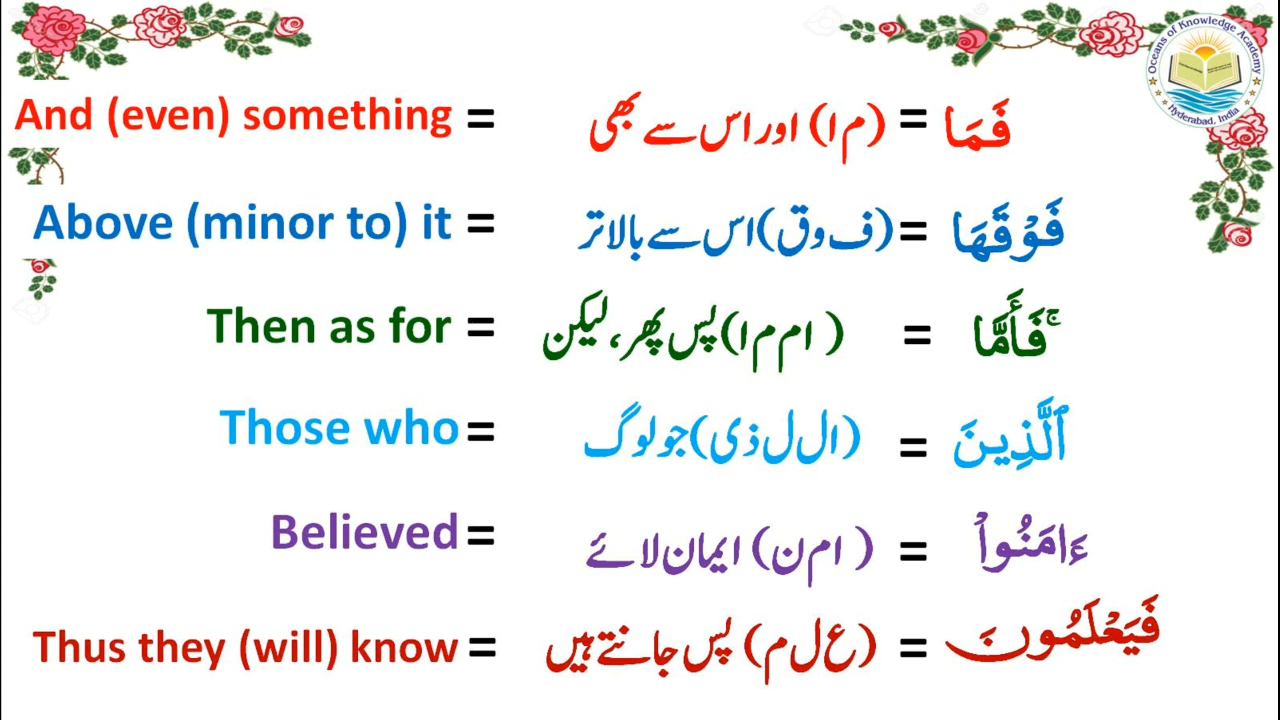 Oceans of Knowledge Academy
Hyderabad, India
And (even) something = (م ا) اور اس سے بھی = فَمَا
Above (minor to) it = (ف و ق) اس سے بالاتر = فَوْقَهَا
Then as for = ( ا م م ا) پس پھر، لیکن = ۚفَأَمَّا
Those who = (ال ل ذی) جو لوگ = ٱلَّذِينَ
Believed = ( ا م ن) ایمان لائے = ءَامَنُواْ
Thus they (will) know = (ع ل م) پس جانتے ہیں = فَيَعْلَمُونَ